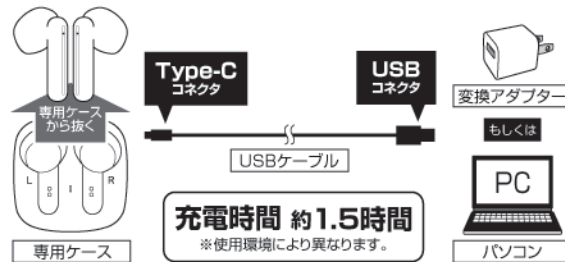 専用ケース
から抜く
L
I
R
専用ケース
Type-C
コネクタ
USBケーブル
USB
コネクタ
充電時間 約1.5時間
※使用環境により異なります。
変換アダプター
もしくは
PC
パソコン